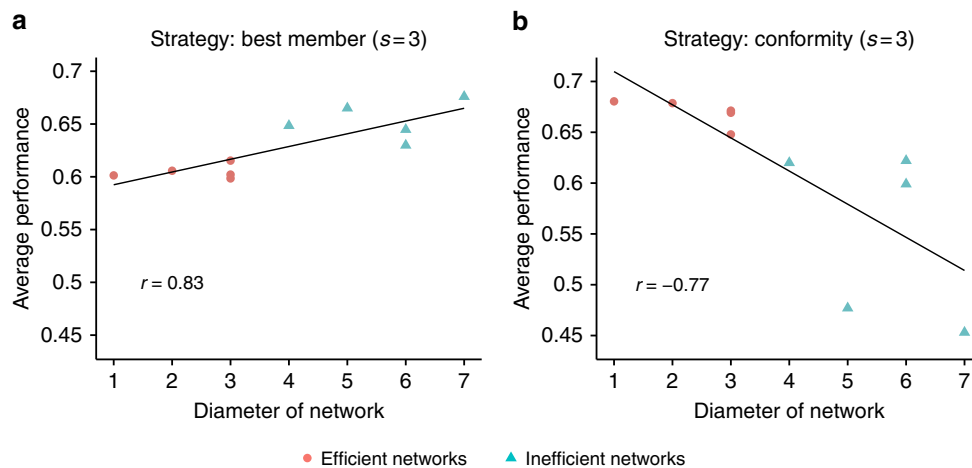 a
Strategy: best member (s=3)
0.7
0.65
0.6
0.55
0.5
0.45
Average performance
r = 0.83
1 2 3 4 5 6 7
Diameter of network
b
Strategy: conformity (s=3)
0.7
0.65
0.6
0.55
0.5
0.45
Average performance
r = −0.77
1 2 3 4 5 6 7
Diameter of network
Efficient networks Inefficient networks